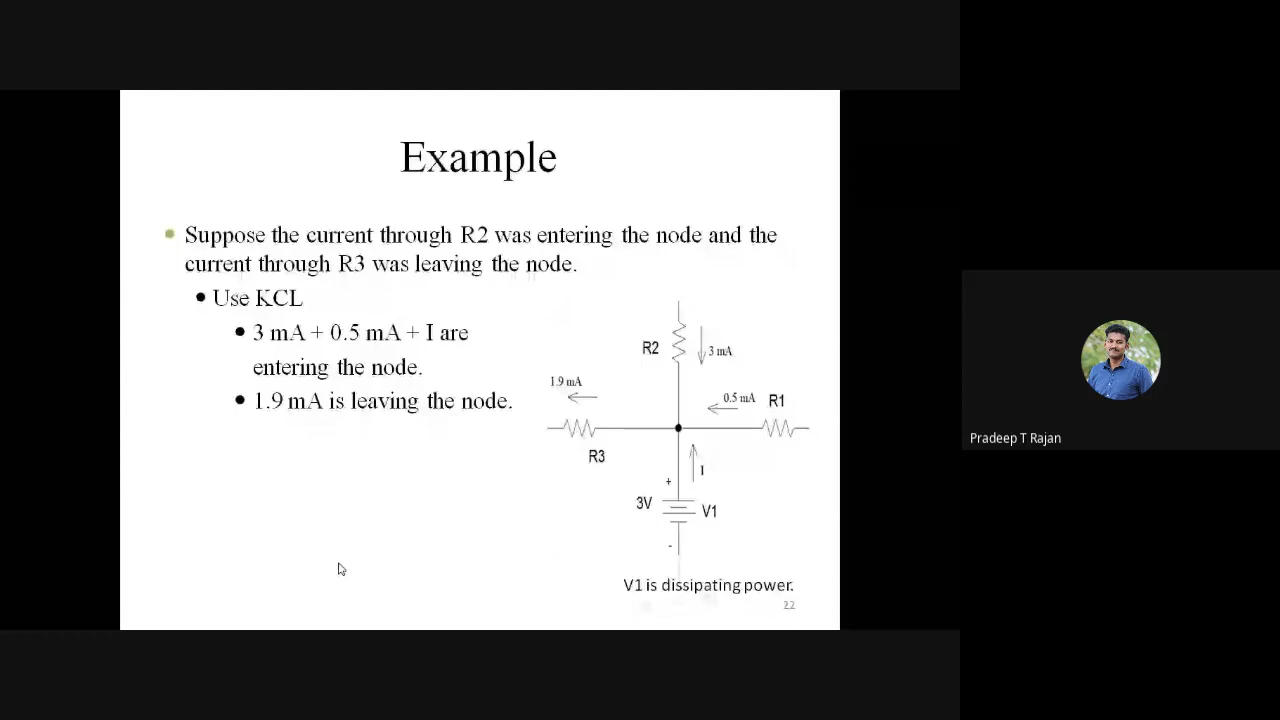 Example
Suppose the current through R2 was entering the node and the
current through R3 was leaving the node.
Use KCL
3 mA + 0.5 mA + I are
entering the node.
1.9 mA is leaving the node.
R2
3 mA
1.9 mA
0.5 mA
R1
R3
I
+
3V
V1
-
V1 is dissipating power.
22
Pradeep T Rajan